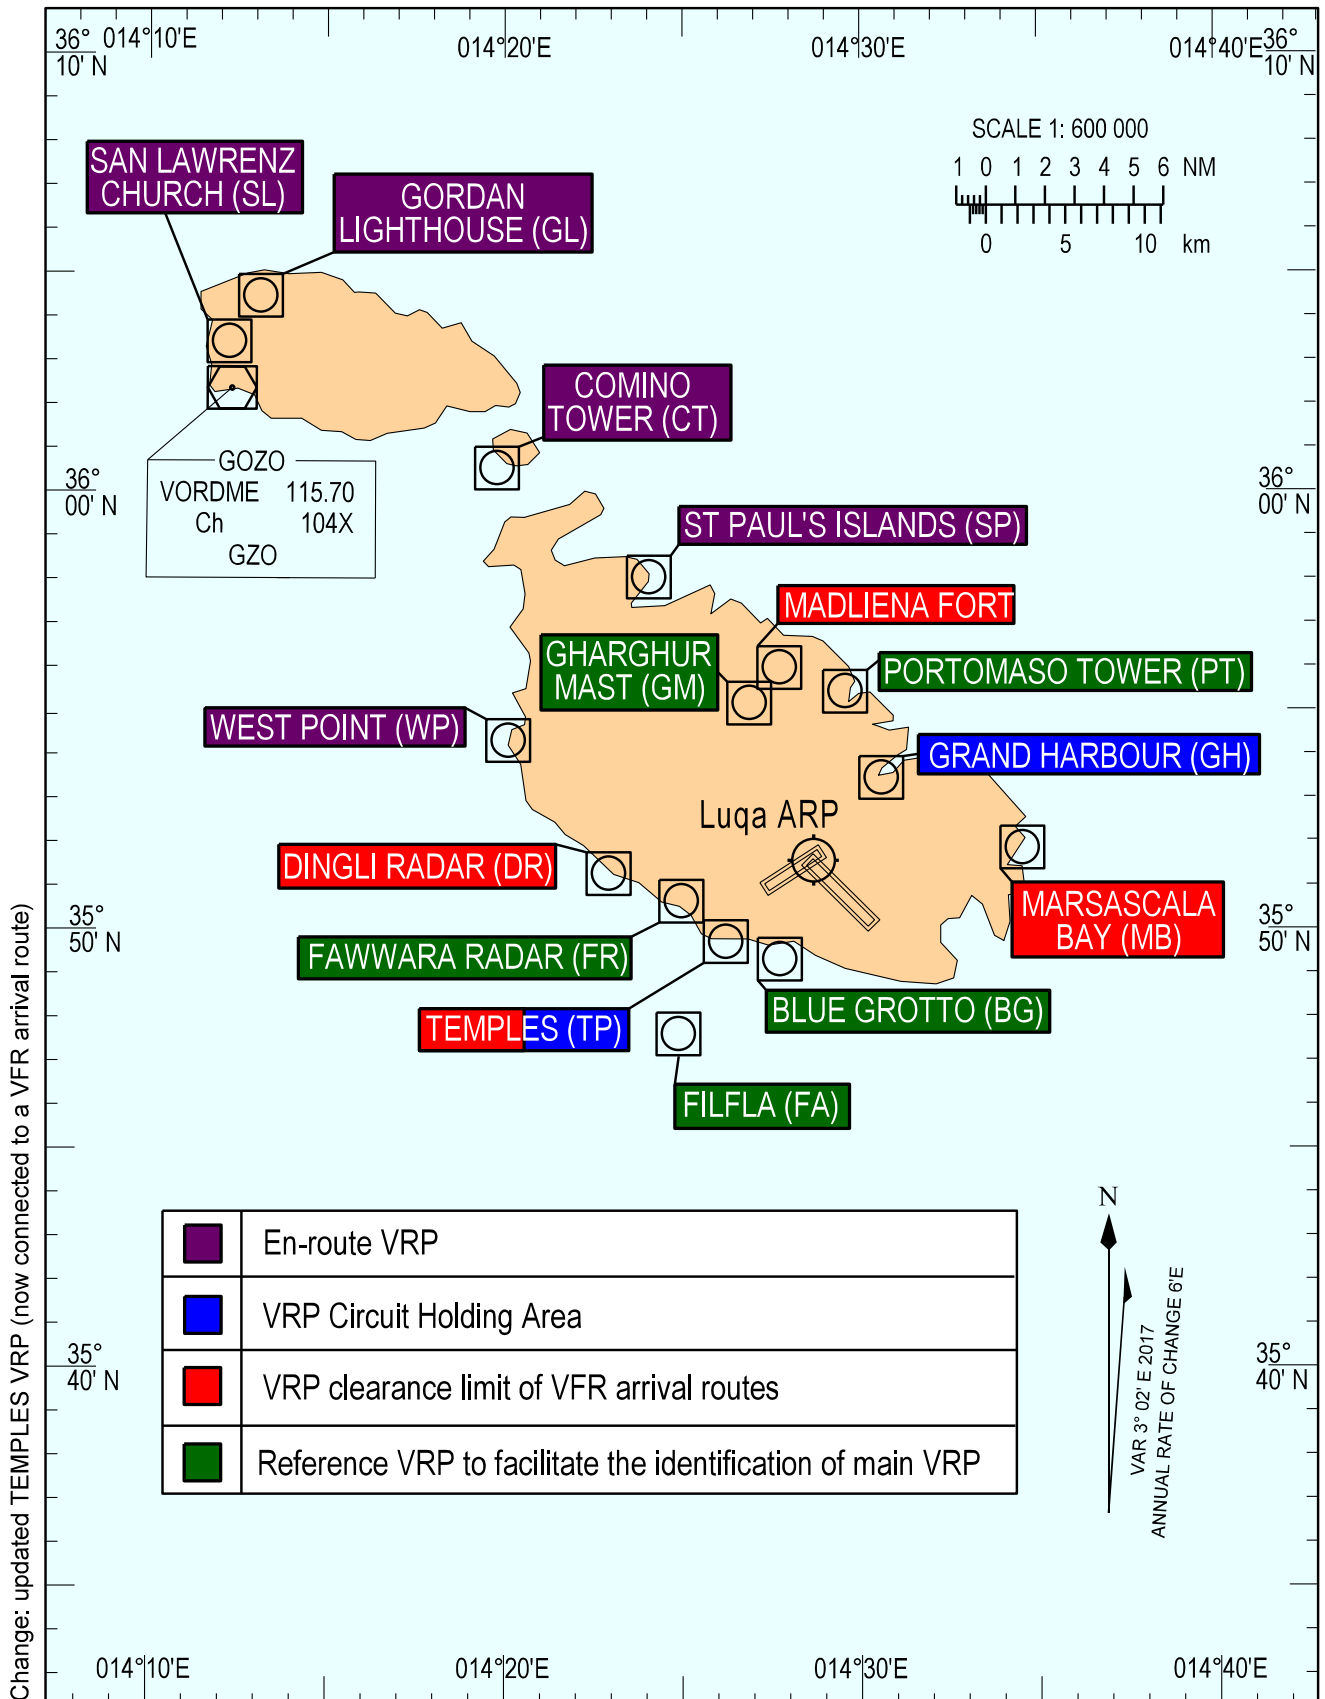 36° 014°10'E 014°20'E 014°30'E 014°40'E 36°
10' N 10' N
SCALE 1: 600 000
1 0 1 2 3 4 5 6 NM
0 5 10 km
SAN LAWRENZ
CHURCH (SL)
GORDAN
LIGHTHOUSE (GL)
COMINO
TOWER (CT)
GOZO
VORDME 115.70
Ch 104X
GZO
36°
00' N
36°
00' N
ST PAUL'S ISLANDS (SP)
MADLIENA FORT
GHARGHUR
MAST (GM)
PORTOMASO TOWER (PT)
WEST POINT (WP)
GRAND HARBOUR (GH)
Luqa ARP
DINGLI RADAR (DR)
MARSASCALA
BAY (MB)
35°
50' N
35°
50' N
FAWWARA RADAR (FR)
BLUE GROTTO (BG)
TEMPLES (TP)
FILFLA (FA)
N
VAR 3° 02' E 2017
ANNUAL RATE OF CHANGE 6'E
En-route VRP
VRP Circuit Holding Area
VRP clearance limit of VFR arrival routes
Reference VRP to facilitate the identification of main VRP
35°
40' N
35°
40' N
014°10'E 014°20'E 014°30'E 014°40'E
Change: updated TEMPLES VRP (now connected to a VFR arrival route)